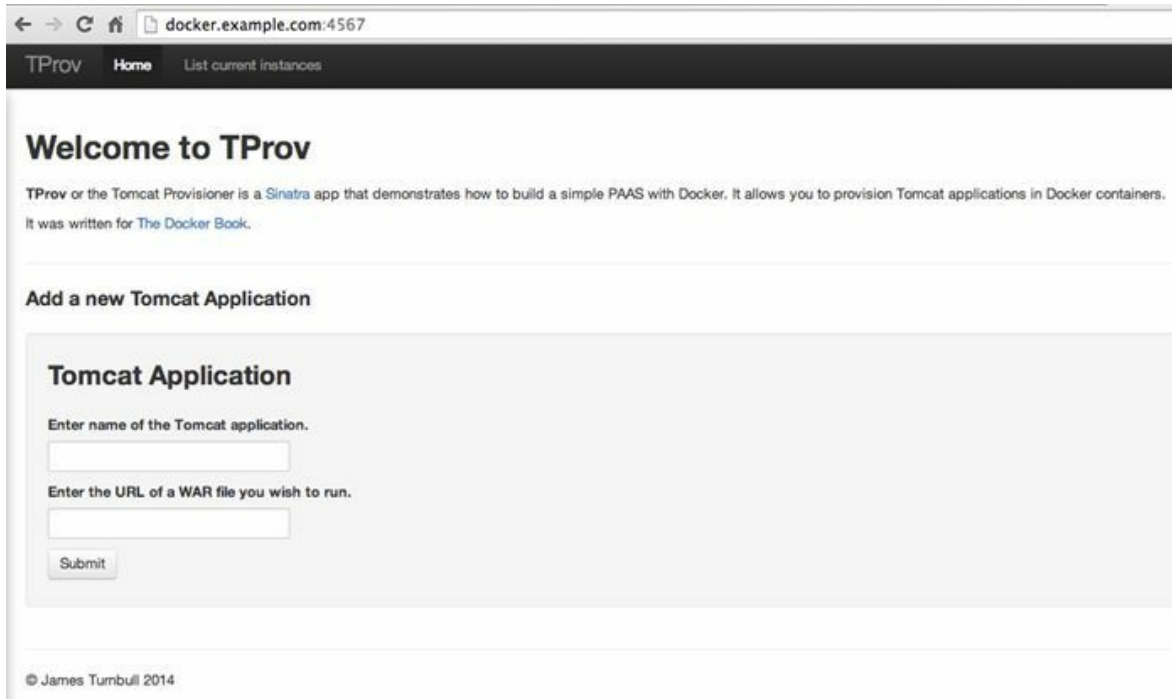 docker.example.com:4567
TProv Home List current instances
Welcome to TProv
TProv or the Tomcat Provisioner is a Sinatra app that demonstrates how to build a simple PAAS with Docker. It allows you to provision Tomcat applications in Docker containers.
It was written for The Docker Book.
Add a new Tomcat Application
Tomcat Application
Enter name of the Tomcat application.
Enter the URL of a WAR file you wish to run.
Submit
© James Turnbull 2014